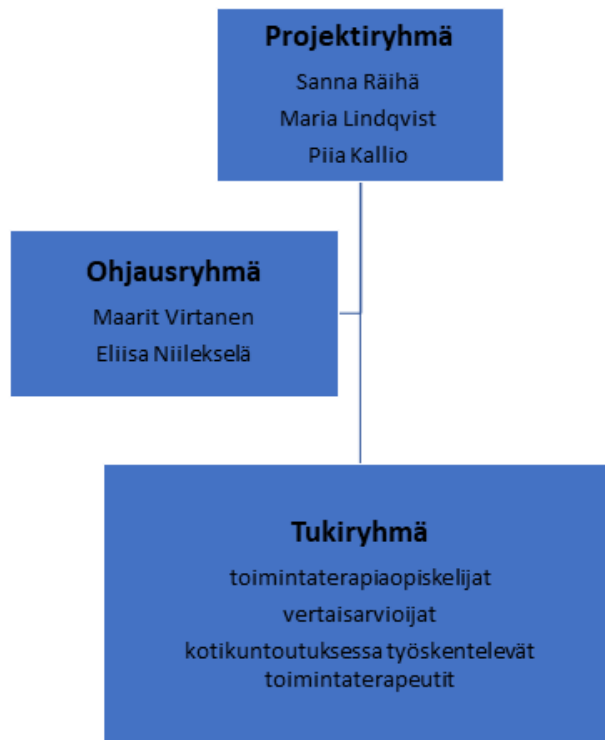 Projektiryhmä
Sanna Räihä
Maria Lindqvist
Piia Kallio
Ohjausryhmä
Maarit Virtanen
Eliisa Niilekselä
Tukiryhmä
toimintaterapiaopiskelijat
vertaisarvioijat
kotikuntoutuksessa työskentelevät
toimintaterapeutit